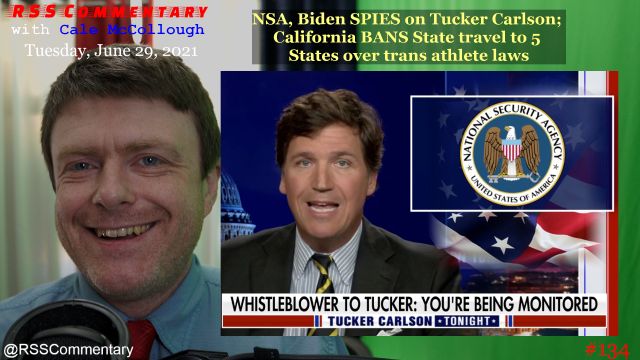 RSS COMMENTARY
with Cale McCollough
Tuesday, June 29, 2021
NSA, Biden SPIES on Tucker Carlson;
California BANS State travel to 5
States over trans athlete laws
NATIONAL SECURITY AGENCY
UNITED STATES OF AMERICA
WHISTLEBLOWER TO TUCKER: YOU'RE BEING MONITORED
TUCKER CARLSON TONIGHT
@RSSCommentary
#134